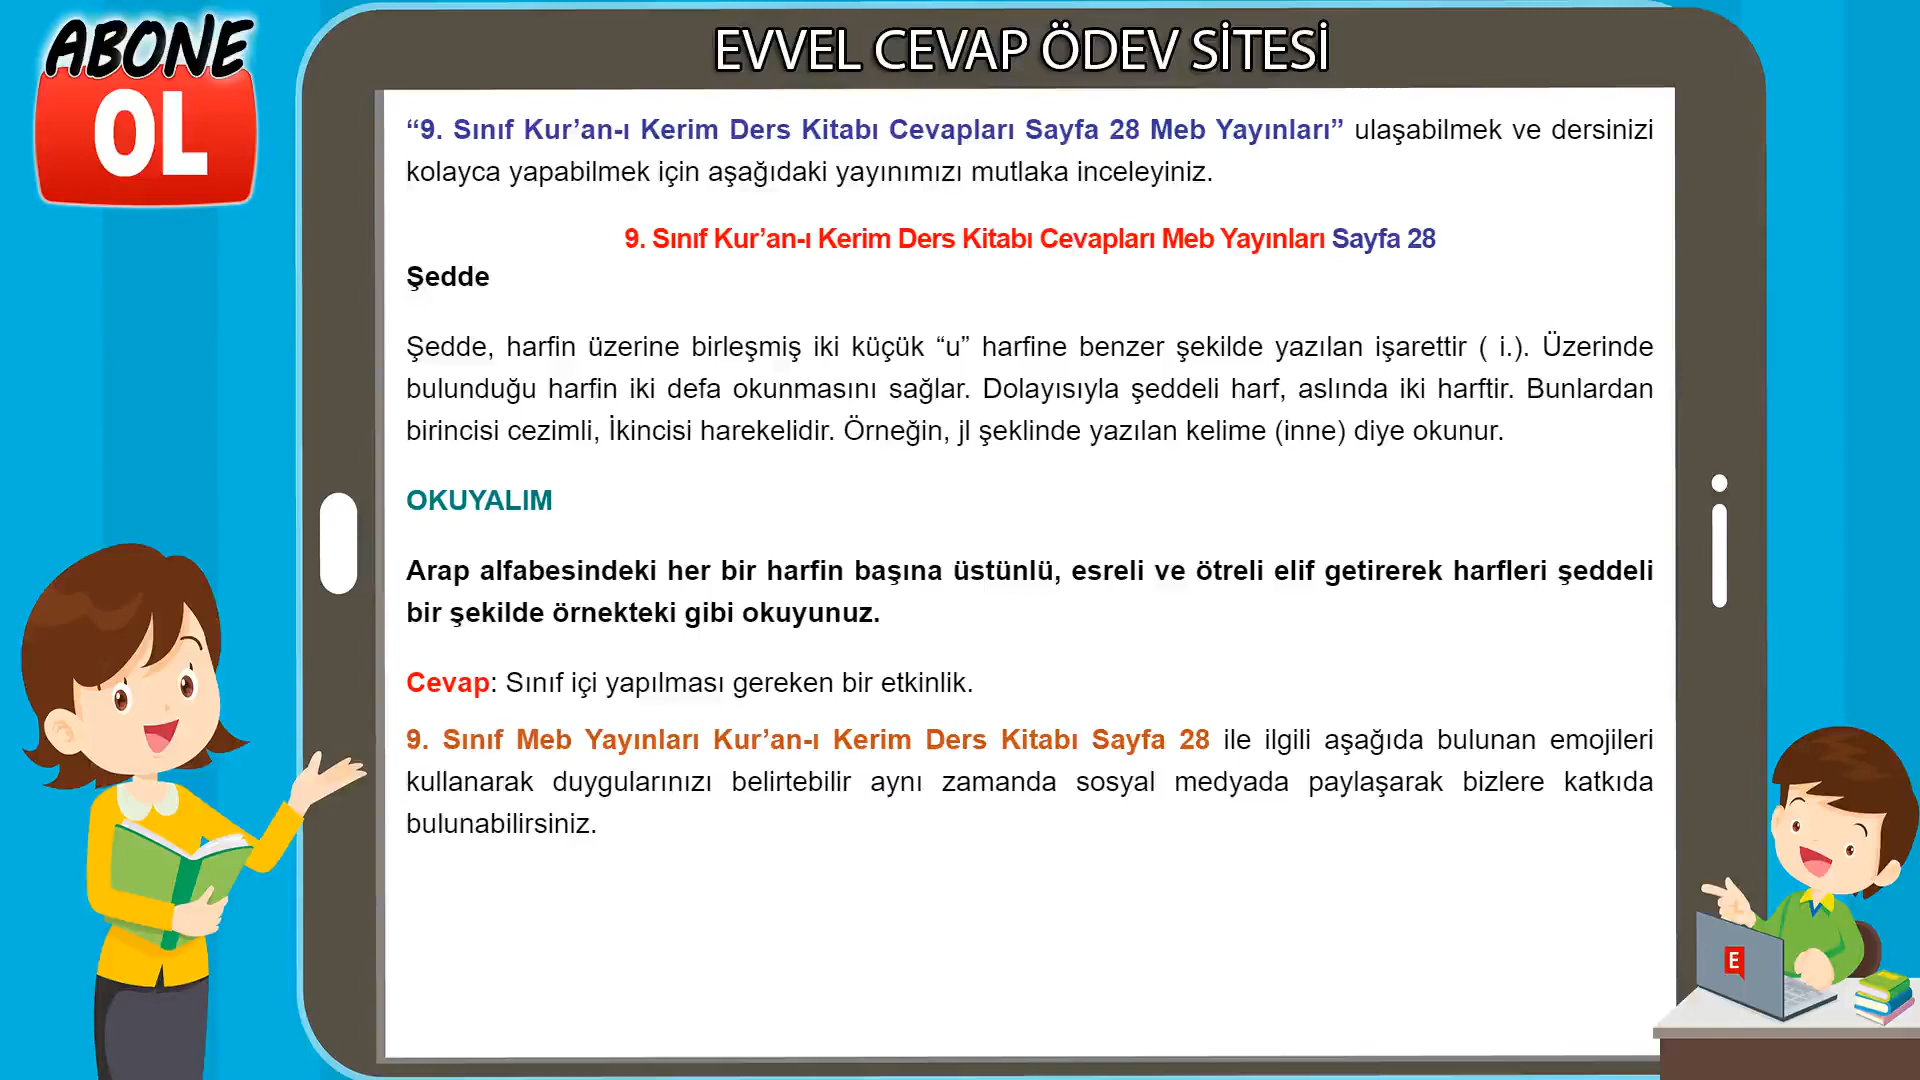 ABONE
OL
EVVEL CEVAP ÖDEV SİTESİ
“9. Sınıf Kur’an-ı Kerim Ders Kitabı Cevapları Sayfa 28 Meb Yayınları” ulaşabilmek ve dersinizi
kolayca yapabilmek için aşağıdaki yayınımızı mutlaka inceleyiniz.
9. Sınıf Kur’an-ı Kerim Ders Kitabı Cevapları Meb Yayınları Sayfa 28
Şedde
Şedde, harfin üzerine birleşmiş iki küçük “u” harfine benzer şekilde yazılan işarettir ( i.). Üzerinde
bulunduğu harfin iki defa okunmasını sağlar. Dolayısıyla şeddeli harf, aslında iki harftir. Bunlardan
birincisi cezimli, İkincisi harekelidir. Örneğin, jl şeklinde yazılan kelime (inne) diye okunur.
OKUYALIM
Arap alfabesindeki her bir harfin başına üstünlü, esreli ve ötreli elif getirerek harfleri şeddeli
bir şekilde örnekteki gibi okuyunuz.
Cevap: Sınıf içi yapılması gereken bir etkinlik.
9. Sınıf Meb Yayınları Kur’an-ı Kerim Ders Kitabı Sayfa 28 ile ilgili aşağıda bulunan emojileri
kullanarak duygularınızı belirtebilir aynı zamanda sosyal medyada paylaşarak bizlere katkıda
bulunabilirsiniz.
E